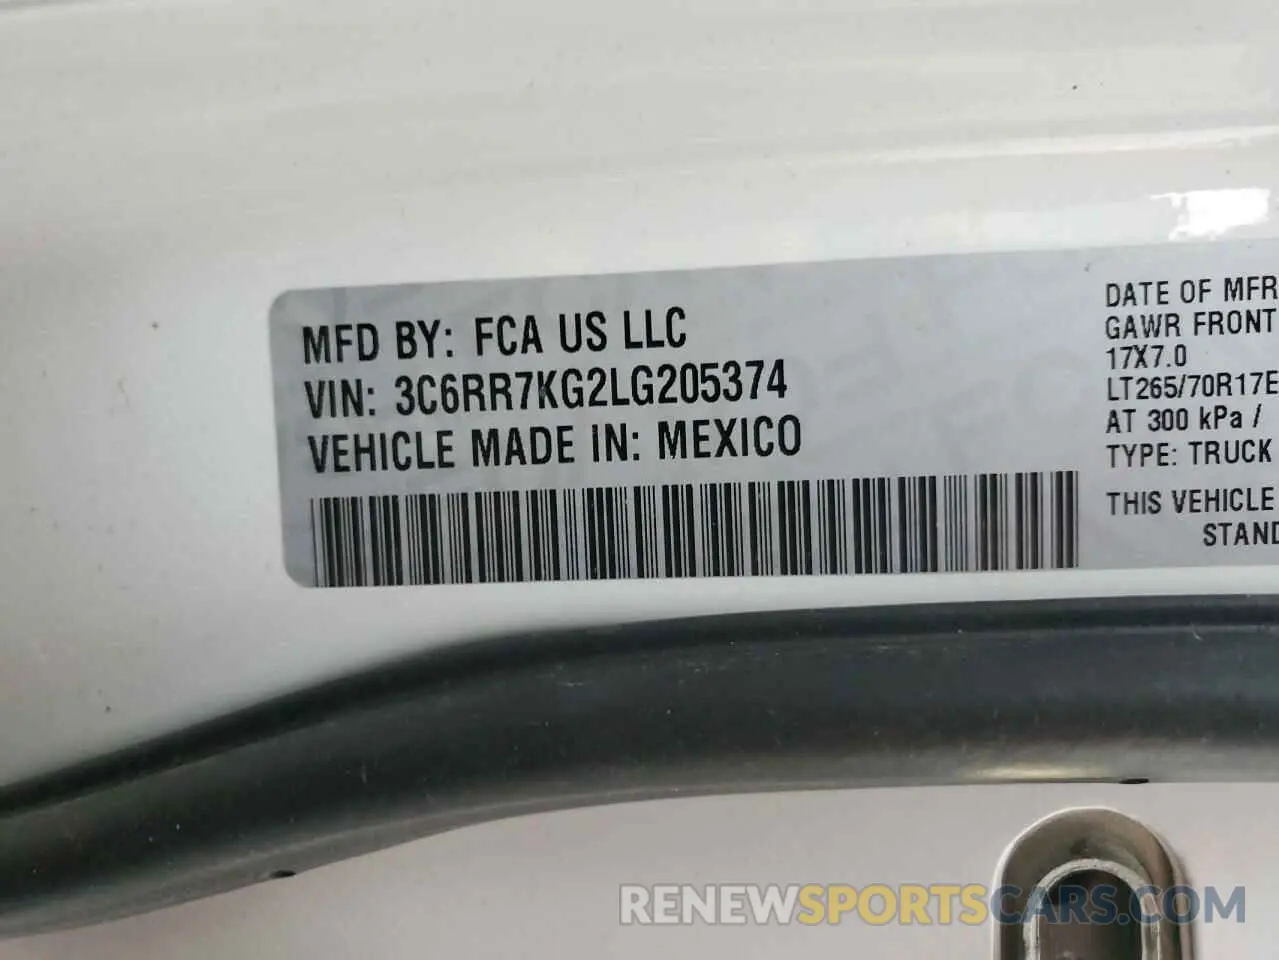 MFD BY: FCA US LLC
VIN: 3C6RR7KG2LG205374
VEHICLE MADE IN: MEXICO
DATE OF MFR
GAWR FRONT
17X7.0
LT265/70R17E
AT 300 kPa /
TYPE: TRUCK
THIS VEHICLE
STAND
RENEWSPORTSCARS.COM